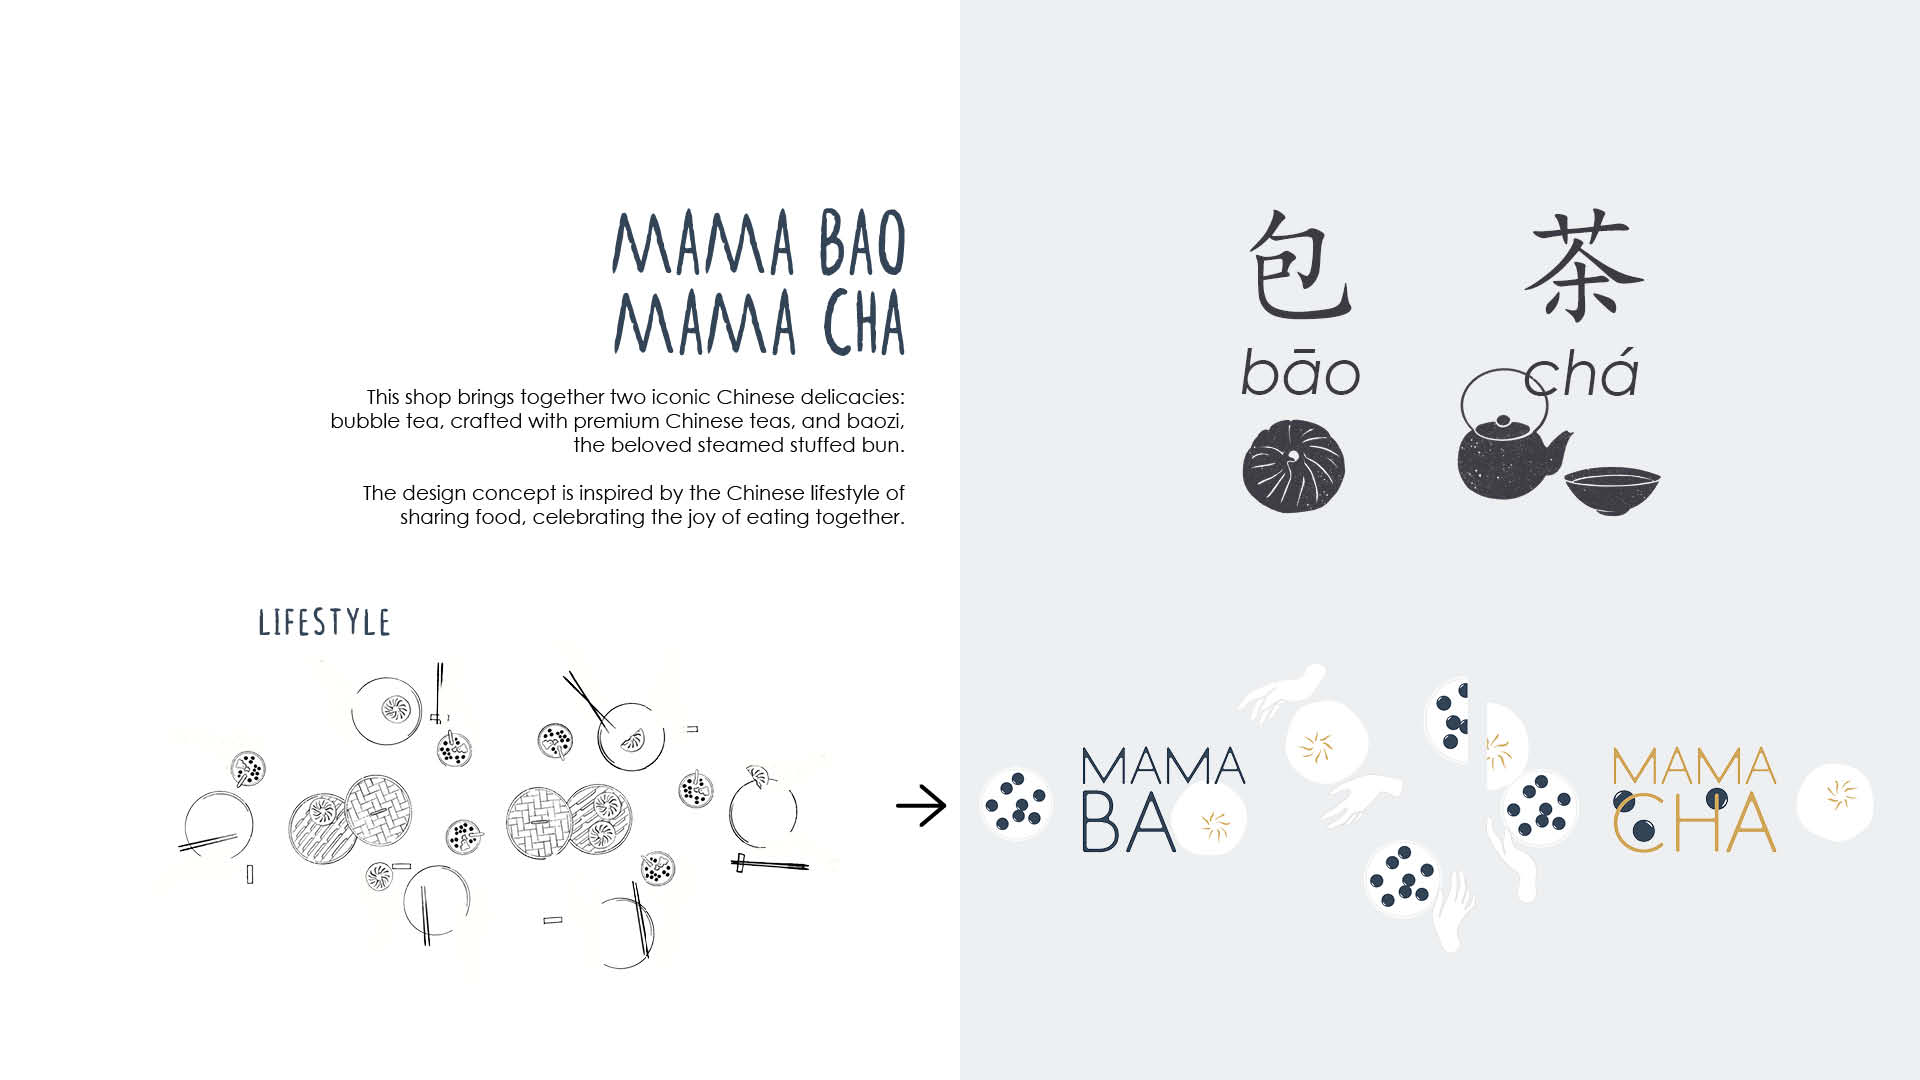 MAMA BAO
MAMA CHA
This shop brings together two iconic Chinese delicacies:
bubble tea, crafted with premium Chinese teas, and baozi,
the beloved steamed stuffed bun.
The design concept is inspired by the Chinese lifestyle of
sharing food, celebrating the joy of eating together.
LIFESTYLE
包 茶
bāo chá
MAMA
BA
MAMA
CHA